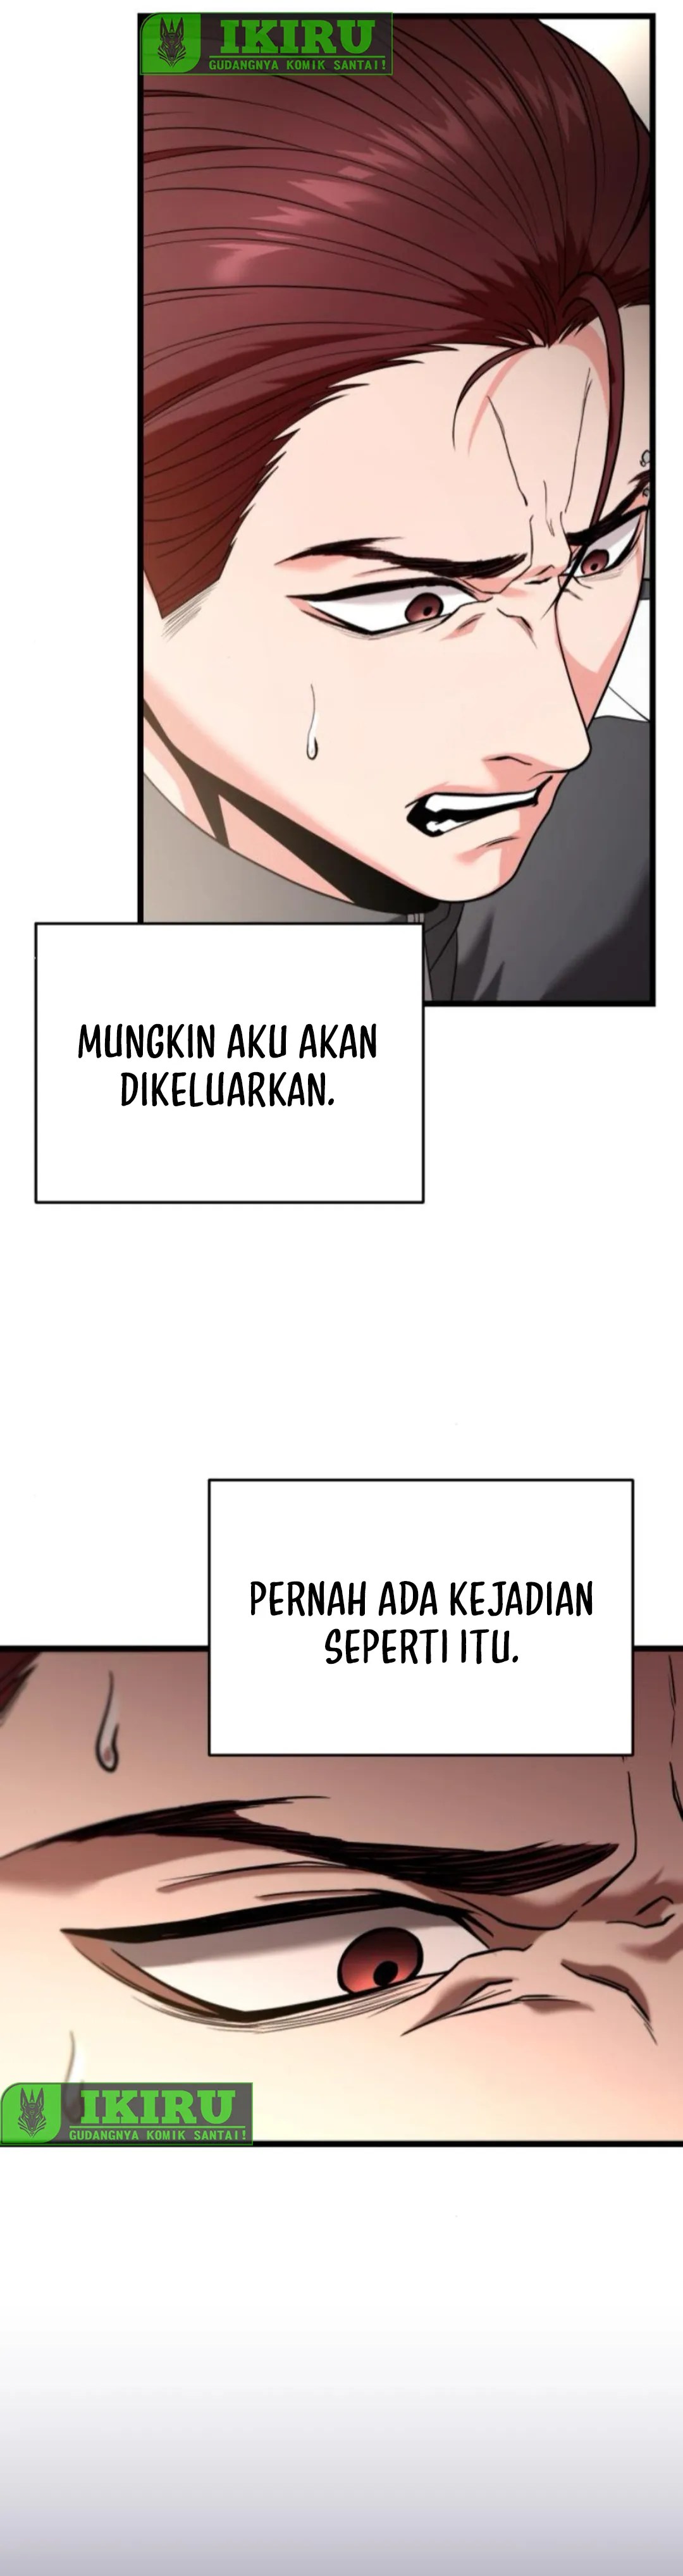 IKIRU
GUDANGNYA KOMIK SANTAI!
MUNGKIN AKU AKAN
DIKELUARKAN.
PERNAH ADA KEJADIAN
SEPERTI ITU.
IKIRU
GUDANGNYA KOMIK SANTAI!